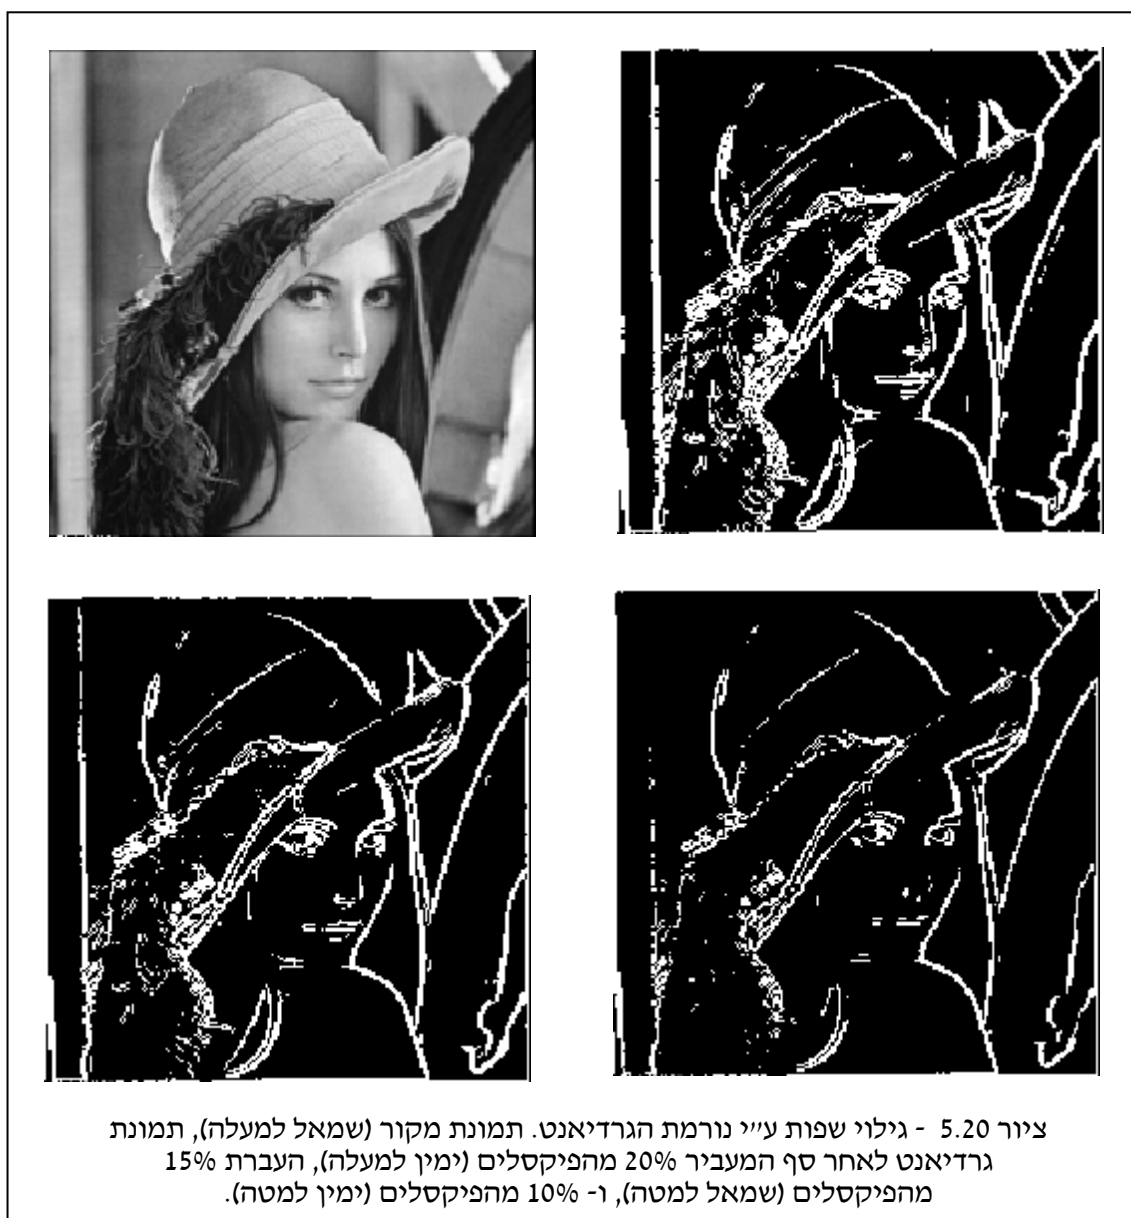 ציור 5.20 - גילוי שפות ע״י נורמת הגרדיאנט. תמונת מקור (שמאל למעלה), תמונת
גרדיאנט לאחר סף המעביר 20% מהפיקסלים (ימין למעלה), העברת 15%
מהפיקסלים (שמאל למטה), ו- 10% מהפיקסלים (ימין למטה).